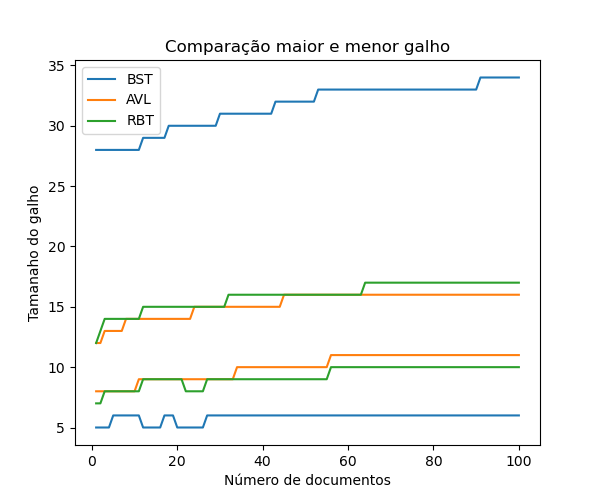 Comparação maior e menor galho
BST
AVL
RBT
Tamanaho do galho
35
30
25
20
15
10
5
0
20
40
60
80
100
Número de documentos